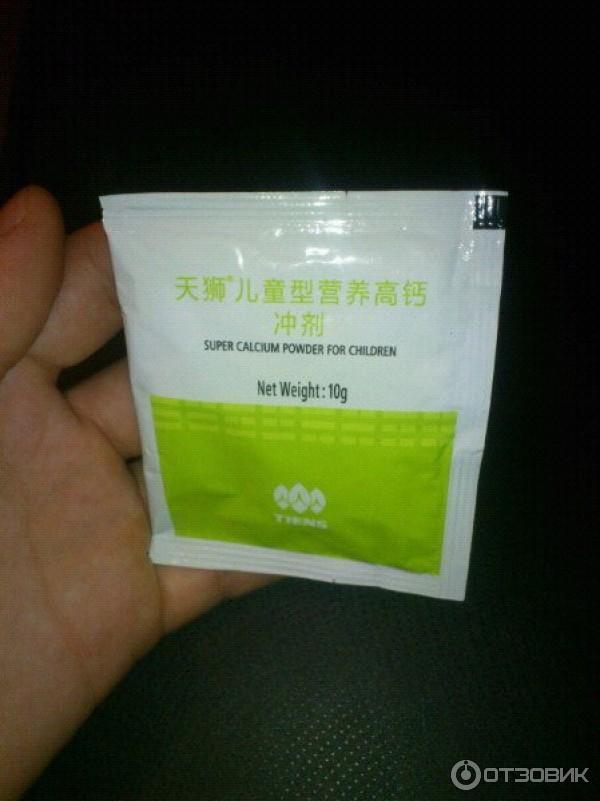 天狮®儿童型营养高钙
冲剂
SUPER CALCIUM POWDER FOR CHILDREN
Net Weight: 10g
TIENS
ОТЗОВИК